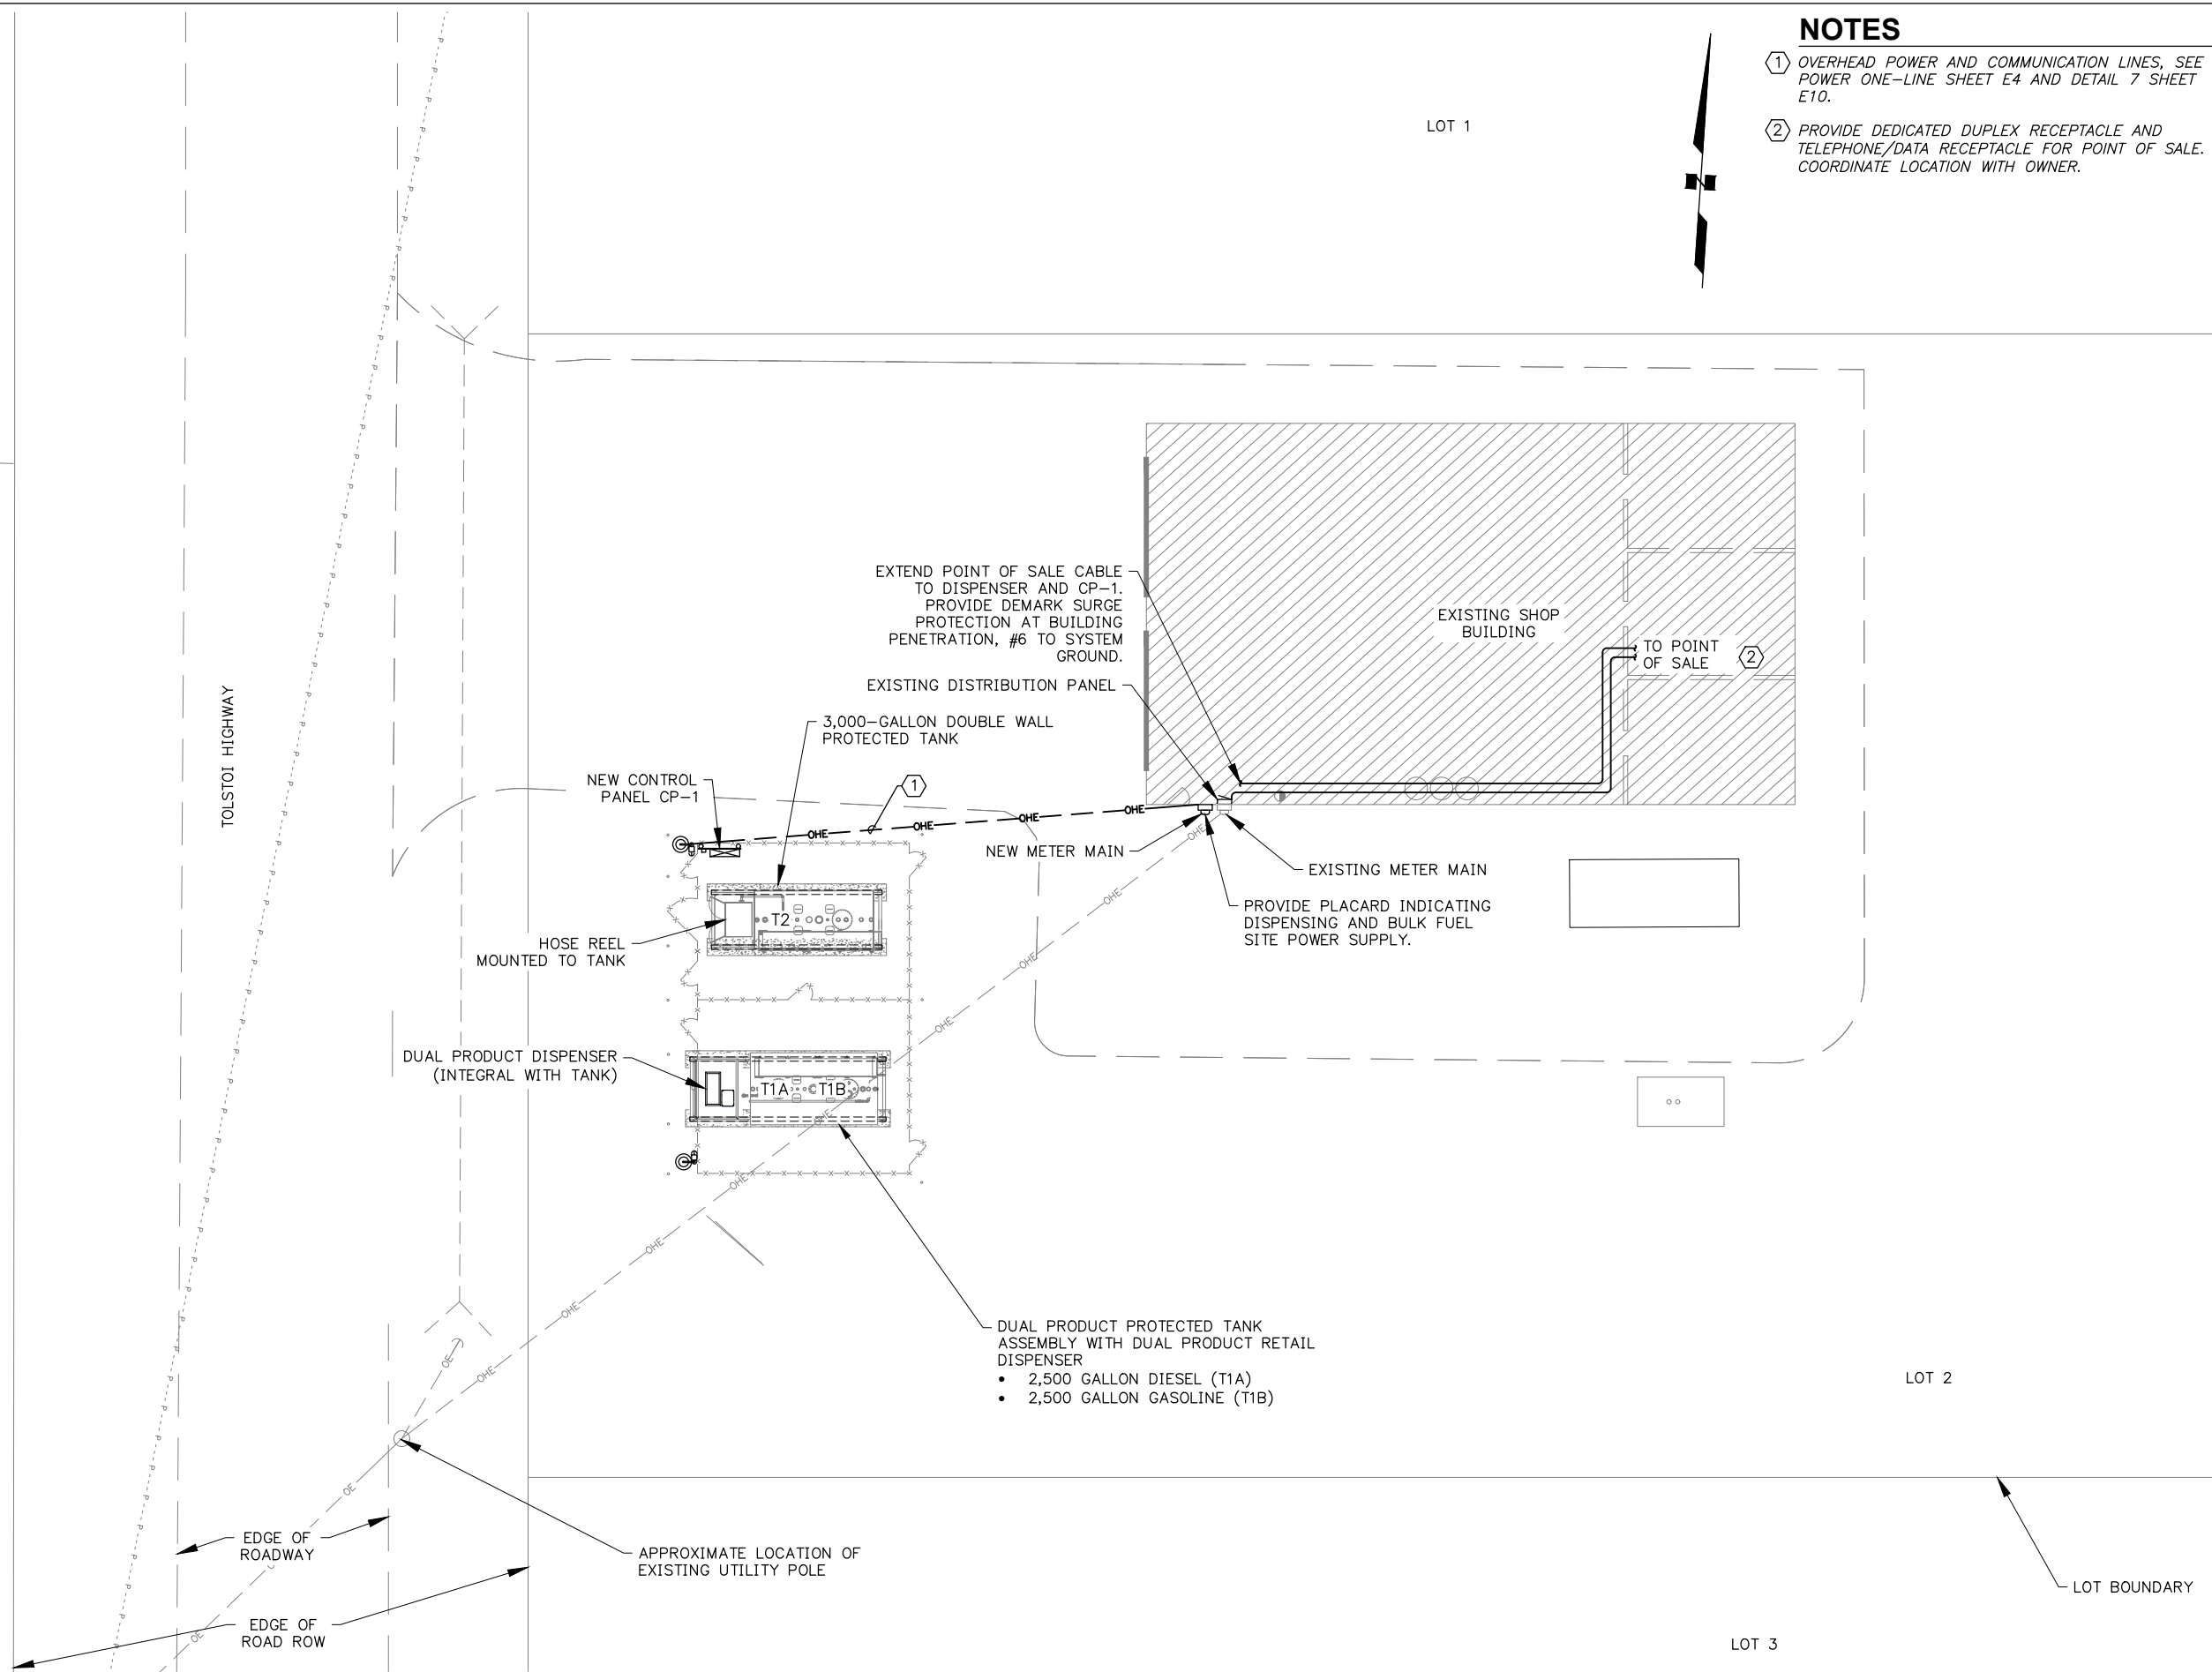 NOTES
1 OVERHEAD POWER AND COMMUNICATION LINES, SEE
POWER ONE–LINE SHEET E4 AND DETAIL 7 SHEET
E10.
2 PROVIDE DEDICATED DUPLEX RECEPTACLE AND
TELEPHONE/DATA RECEPTACLE FOR POINT OF SALE.
COORDINATE LOCATION WITH OWNER.
LOT 1
N
EXTEND POINT OF SALE CABLE
TO DISPENSER AND CP–1.
PROVIDE DEMARK SURGE
PROTECTION AT BUILDING
PENETRATION, #6 TO SYSTEM
GROUND.
EXISTING SHOP
BUILDING
TO POINT
OF SALE
2
EXISTING DISTRIBUTION PANEL
TOLSTOI HIGHWAY
3,000–GALLON DOUBLE WALL
PROTECTED TANK
NEW CONTROL
PANEL CP–1
1
OHE
OHE
OHE
OHE
NEW METER MAIN
EXISTING METER MAIN
PROVIDE PLACARD INDICATING
DISPENSING AND BULK FUEL
SITE POWER SUPPLY.
T2
HOSE REEL
MOUNTED TO TANK
OHE
OHE
OHE
OHE
DUAL PRODUCT DISPENSER
(INTEGRAL WITH TANK)
T1A
T1B
OHE
OHE
OHE
OHE
OE
DUAL PRODUCT PROTECTED TANK
ASSEMBLY WITH DUAL PRODUCT RETAIL
DISPENSER
• 2,500 GALLON DIESEL (T1A)
• 2,500 GALLON GASOLINE (T1B)
LOT 2
OE
EDGE OF
ROADWAY
APPROXIMATE LOCATION OF
EXISTING UTILITY POLE
LOT BOUNDARY
EDGE OF
ROAD ROW
OE
LOT 3